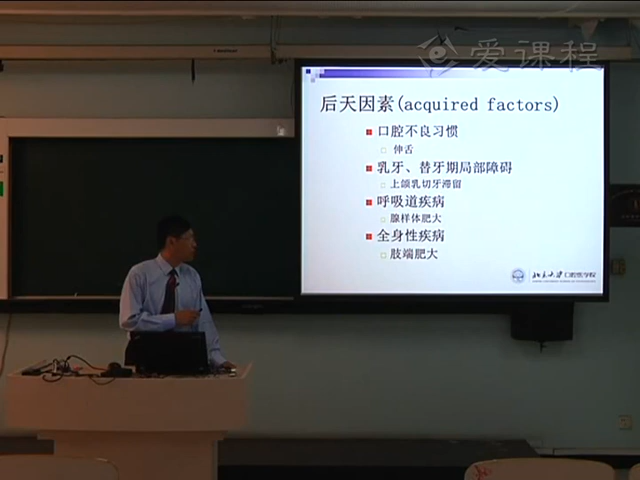 爱课程
后天因素(acquired factors)
口腔不良习惯
伸舌
乳牙、替牙期局部障碍
上颌乳切牙滞留
呼吸道疾病
腺样体肥大
全身性疾病
肢端肥大
北京大学口腔医学院